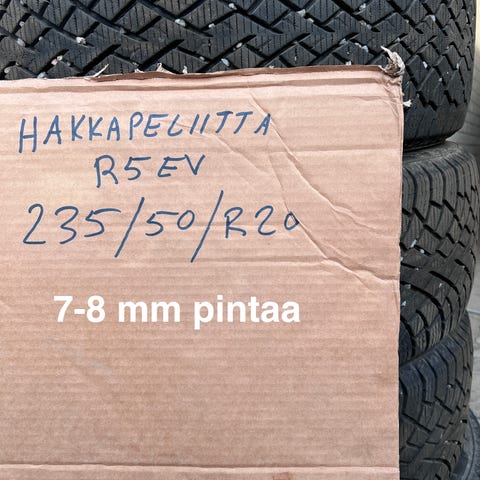 HAKKAPELIITTA
R5 EV
235/50/R20
7-8 mm pintaa